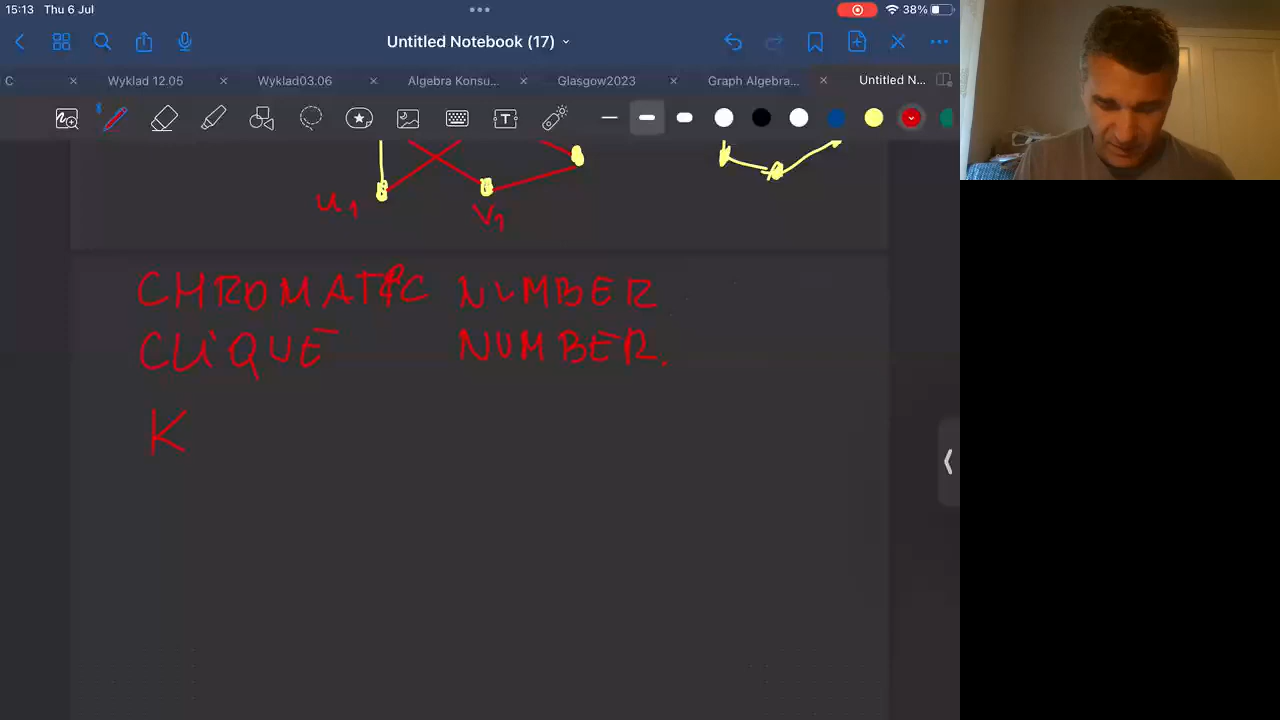 15:13 Thu 6 Jul 38%
Untitled Notebook (17)
C Wyklad 12.05 Wyklad03.06 Algebra Konsu... Glasgow2023 Graph Algebra... Untitled N...
T
u1 v1
CHROMATIC NUMBER
CLIQUE NUMBER.
K